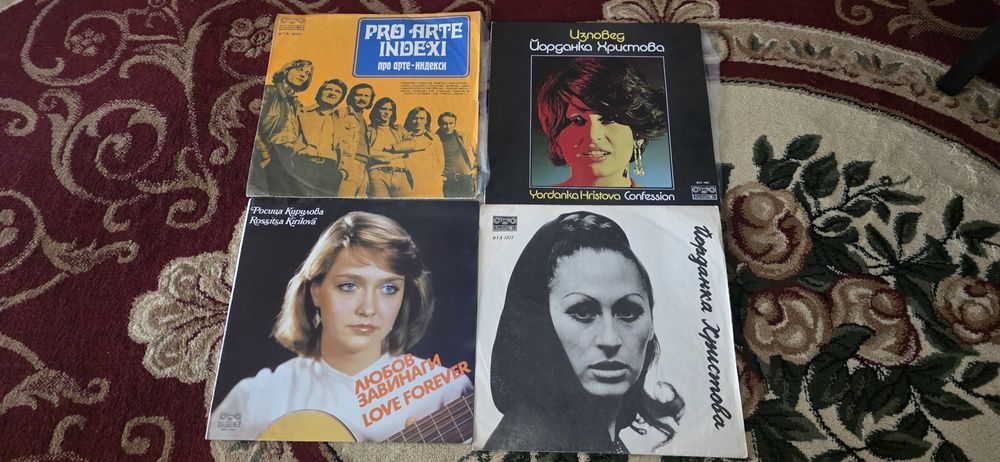 PRO ARTE
INDEXI
про арте-индекси
Изповед
Йорданка Христова
Yordanka Hristova Confession
Росица Кирилова
Rossitsa Kirilova
ЛЮБОВ
ЗАВИНАГИ
LOVE FOREVER
ВТА 1377
Йорданка Христова